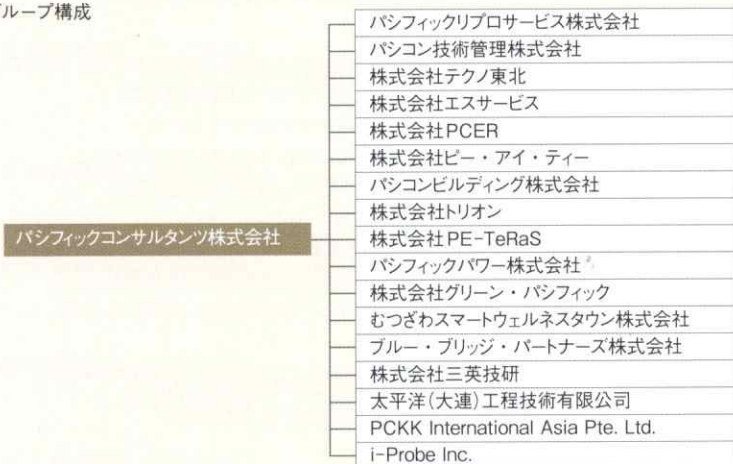 ループ構成
パシフィックコンサルタンツ株式会社
パシフィックリプロサービス株式会社
パシコン技術管理株式会社
株式会社テクノ東北
株式会社エスサービス
株式会社PCER
株式会社ピー・アイ・ティー
パシコンビルディング株式会社
株式会社トリオン
株式会社PE-TeRaS
パシフィックパワー株式会社
株式会社グリーン・パシフィック
むつざわスマートウェルネスタウン株式会社
ブルー・ブリッジ・パートナーズ株式会社
株式会社三英技研
太平洋(大連)工程技術有限公司
PCKK International Asia Pte. Ltd.
i-Probe Inc.